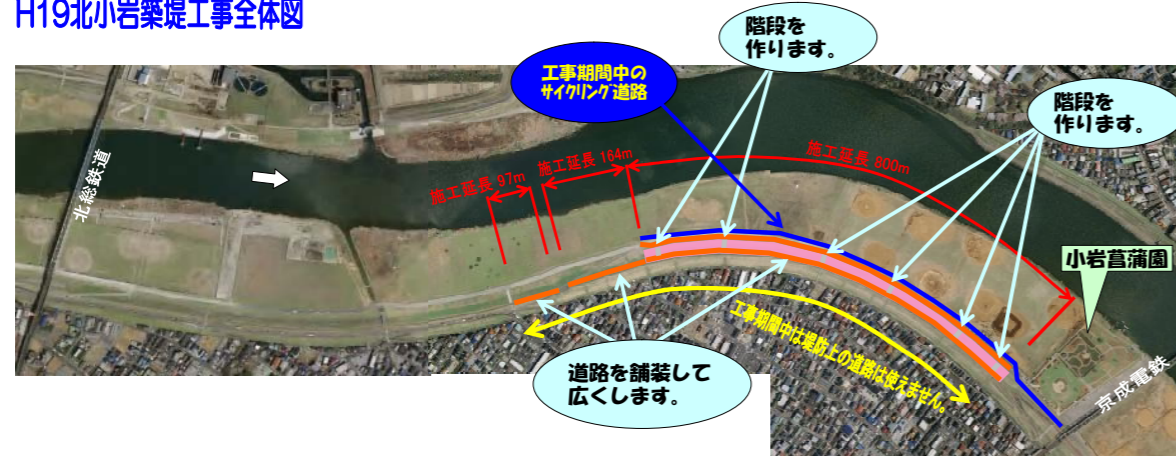 H19北小岩築堤工事全体図
階段を
作ります。
工事期間中の
サイクリング道路
階段を
作ります。
北総鉄道
施工延長 97m
施工延長 164m
施工延長 800m
小岩菖蒲園
工事期間中は堤防上の道路は使えません。
道路を舗装して
広くします。
京成電鉄